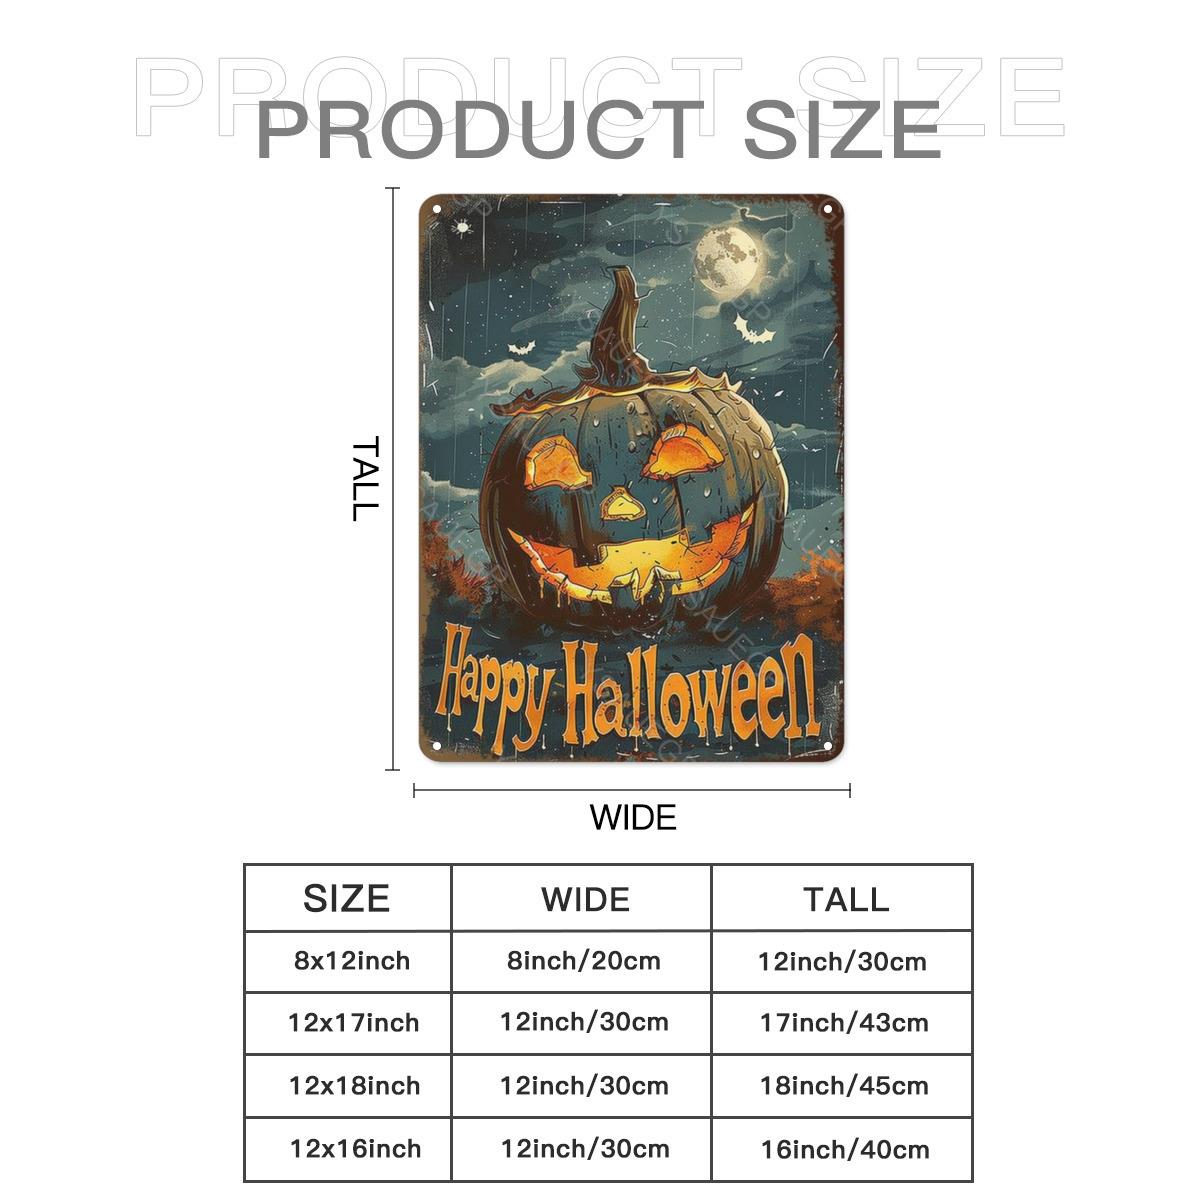 PRODUCT SIZE
PRODUCT SIZE
TALL
Happy Halloween
WIDE
SIZE WIDE TALL
8x12inch 8inch/20cm 12inch/30cm
12x17inch 12inch/30cm 17inch/43cm
12x18inch 12inch/30cm 18inch/45cm
12x16inch 12inch/30cm 16inch/40cm